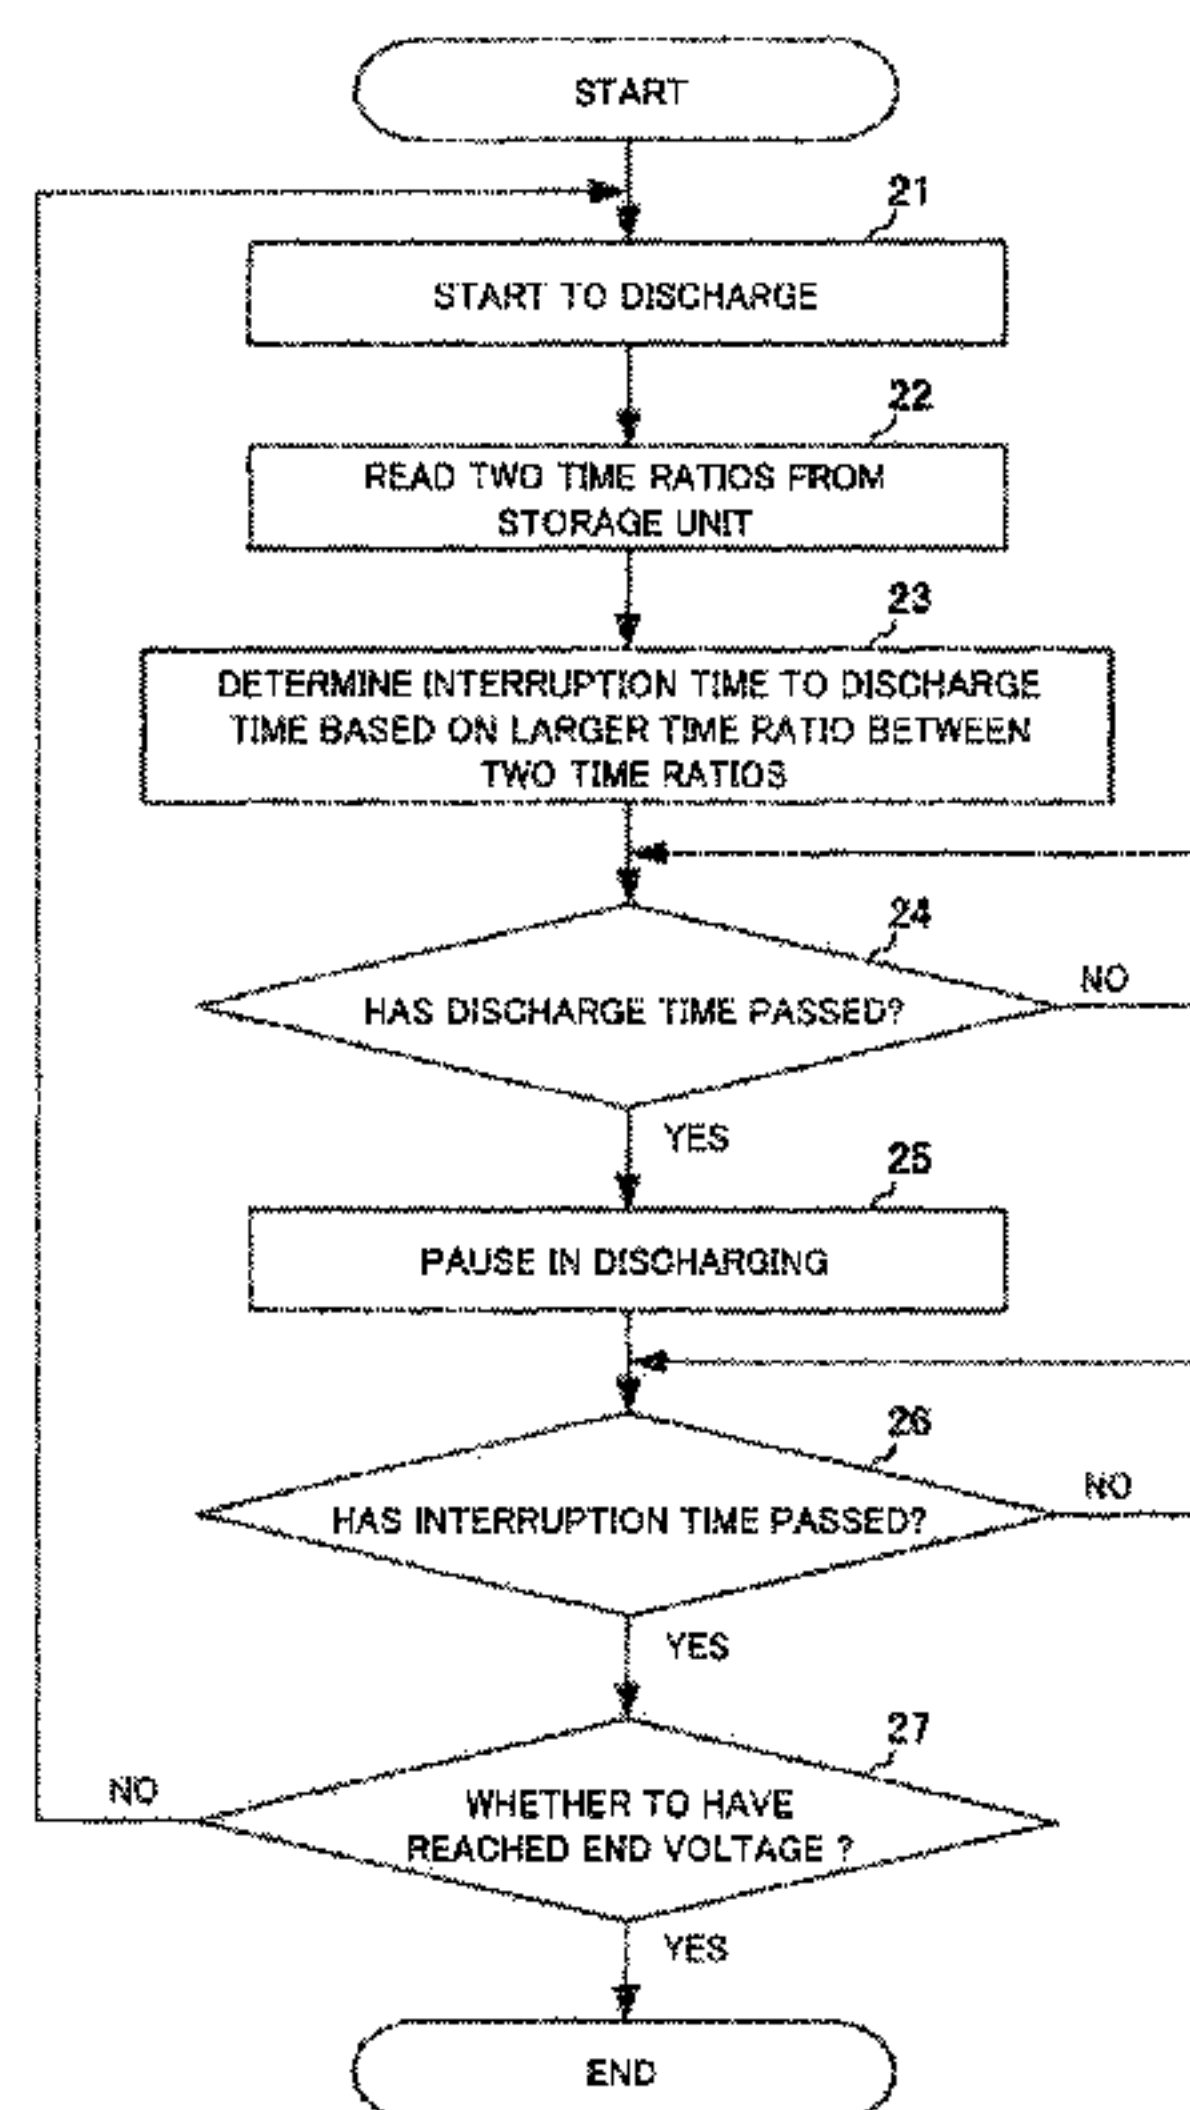 START
21
START TO DISCHARGE
22
READ TWO TIME RATIOS FROM
STORAGE UNIT
23
DETERMINE INTERRUPTION TIME TO DISCHARGE
TIME BASED ON LARGER TIME RATIO BETWEEN
TWO TIME RATIOS
24
NO
HAS DISCHARGE TIME PASSED?
YES
25
PAUSE IN DISCHARGING
26
NO
HAS INTERRUPTION TIME PASSED?
YES
27
NO
WHETHER TO HAVE
REACHED END VOLTAGE ?
YES
END